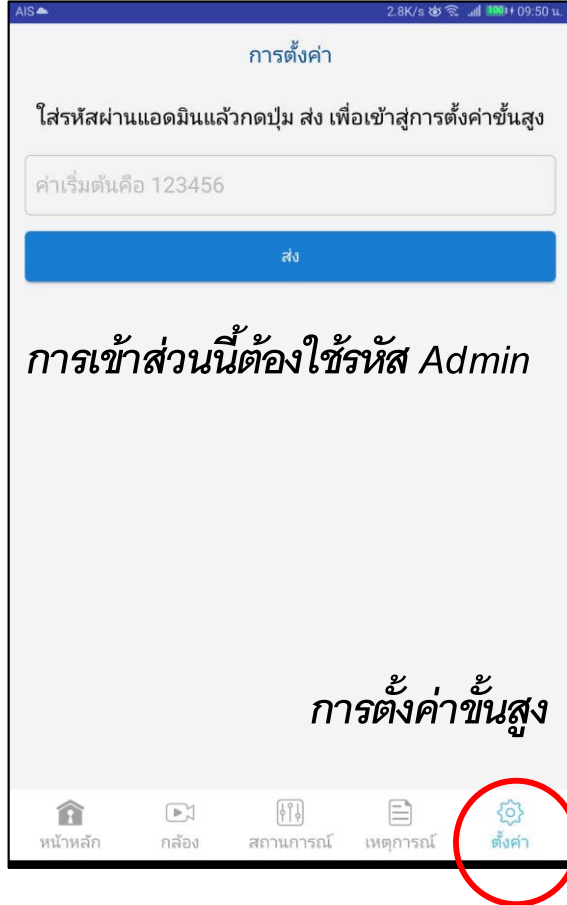 AIS 2.8K/s 100 09:50 น.
การตั้งค่า
ใส่รหัสผ่านแอดมินแล้วกดปุ่ม ส่ง เพื่อเข้าสู่การตั้งค่าขั้นสูง
ค่าเริ่มต้นคือ 123456
ส่ง
การเข้าส่วนนี้ต้องใช้รหัส Admin
การตั้งค่าขั้นสูง
หน้าหลัก กล้อง สถานการณ์ เหตุการณ์ ตั้งค่า